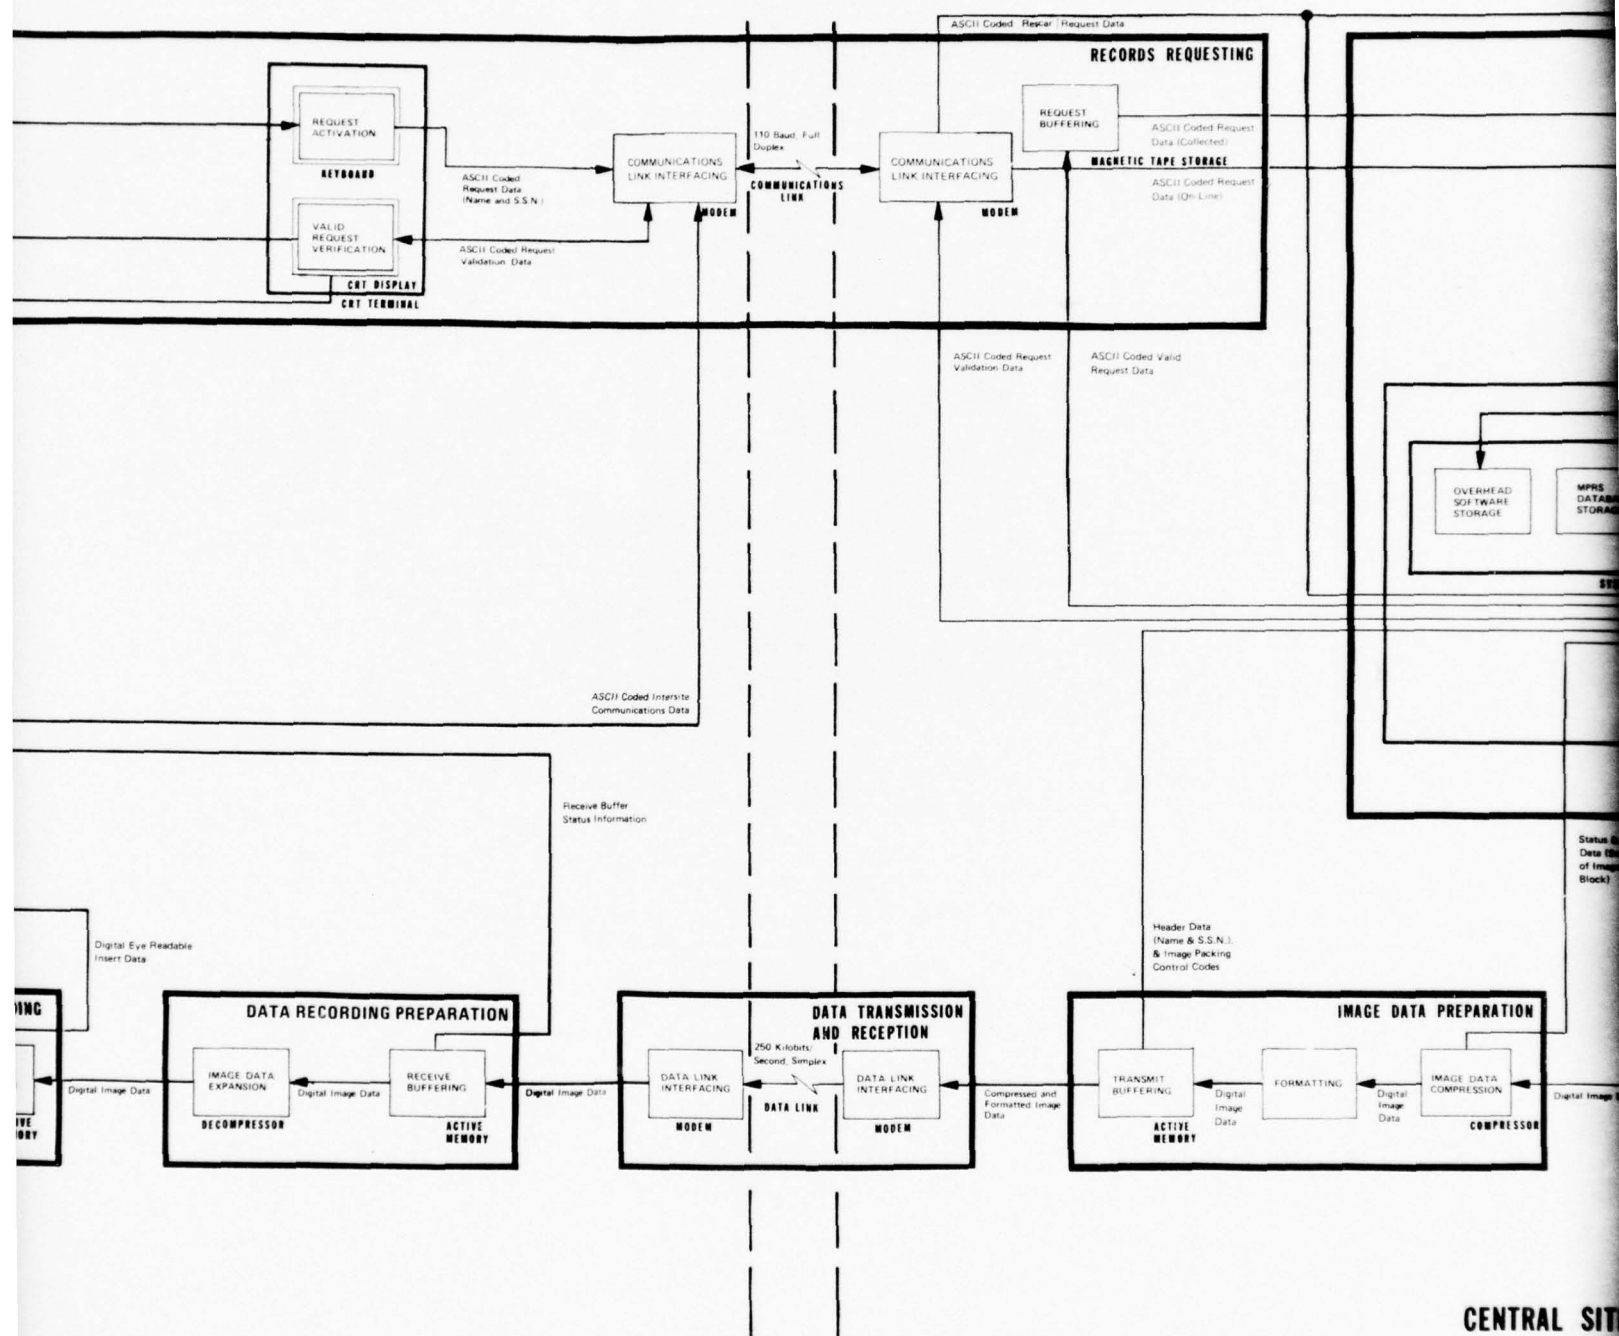 ASCII Coded Request Data
RECORDS REQUESTING
REQUEST
ACTIVATION
KEYBOARD
ASCII Coded
Request Data
(Name and S.S.N.)
VALID
REQUEST
VERIFICATION
CRT DISPLAY
CRT TERMINAL
ASCII Coded Request
Validation Data
COMMUNICATIONS
LINK INTERFACING
MODEM
110 Baud, Full
Duplex
COMMUNICATIONS
LINK
COMMUNICATIONS
LINK INTERFACING
MODEM
REQUEST
BUFFERING
MAGNETIC TAPE STORAGE
ASCII Coded Request
Data (Collected)
ASCII Coded Request
Data (On-Line)
ASCII Coded Request
Validation Data
ASCII Coded Valid
Request Data
OVERHEAD
SOFTWARE
STORAGE
MPRS
ASCII Coded Intersite
Communications Data
Receive Buffer
Status Information
Status
Data
of
Block)
Digital Eye Readable
Insert Data
Header Data
(Name & S.S.N.),
& Image Packing
Control Codes
DATA RECORDING PREPARATION
Digital Image Data
IMAGE DATA
EXPANSION
DECOMPRESSOR
Digital Image Data
RECEIVE
BUFFERING
ACTIVE
MEMORY
Digital Image Data
DATA TRANSMISSION
AND RECEPTION
DATA LINK
INTERFACING
MODEM
250 Kilobits/
Second, Simplex
DATA LINK
DATA LINK
INTERFACING
MODEM
Compressed and
Formatted Image
Data
IMAGE DATA PREPARATION
TRANSMIT
BUFFERING
ACTIVE
MEMORY
Digital
Image
Data
FORMATTING
Digital
Image
Data
IMAGE DATA
COMPRESSION
COMPRESSOR
Digital Image
CENTRAL SIT